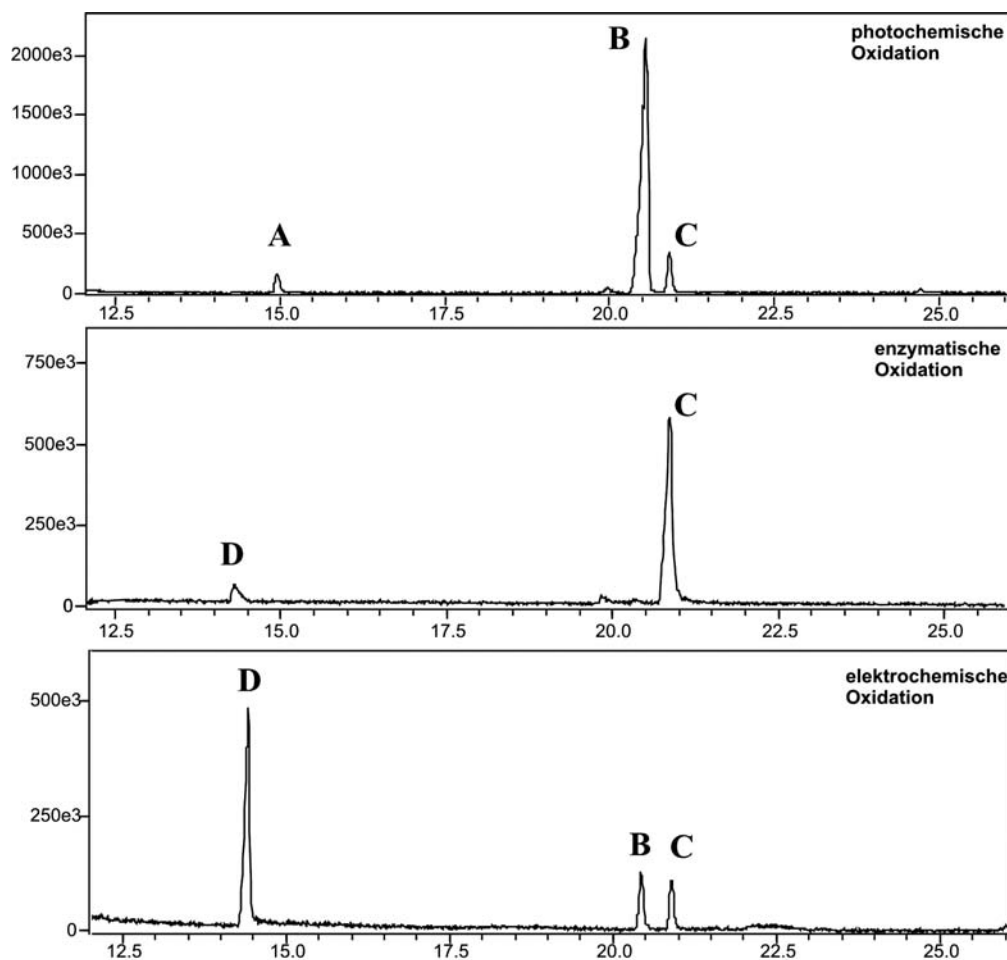 photochemische
Oxidation
B
2000e3
1500e3
1000e3
500e3
0
A
C
12.5 15.0 17.5 20.0 22.5 25.0
enzymatische
Oxidation
750e3
500e3
250e3
0
C
D
12.5 15.0 17.5 20.0 22.5 25.0
elektrochemische
Oxidation
D
500e3
250e3
0
B C
12.5 15.0 17.5 20.0 22.5 25.0